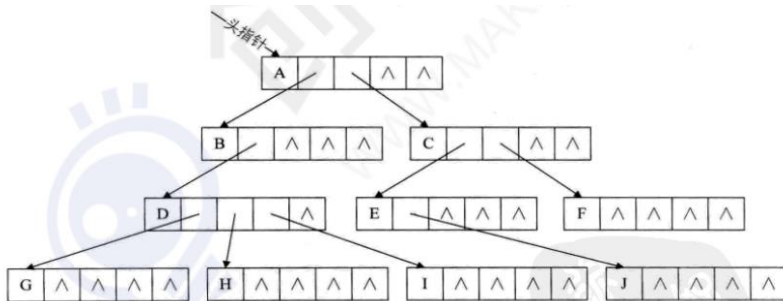 头指针
A ∧ ∧
B ∧ ∧ ∧ C ∧ ∧
D ∧ E ∧ ∧ ∧ F ∧ ∧ ∧ ∧
G ∧ ∧ ∧ ∧ H ∧ ∧ ∧ ∧ I ∧ ∧ ∧ ∧ J ∧ ∧ ∧ ∧